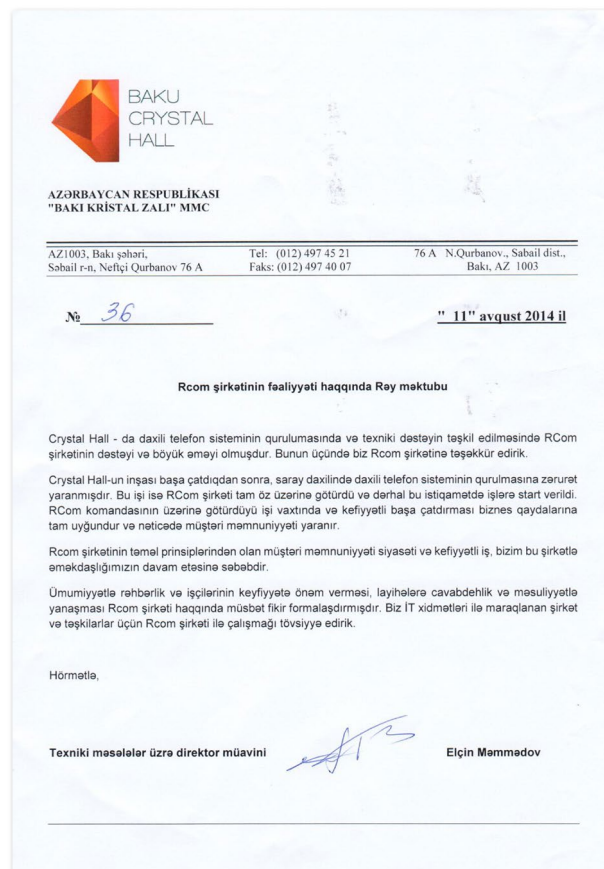 BAKU
CRYSTAL
HALL
AZƏRBAYCAN RESPUBLİKASI
"BAKI KRİSTAL ZALI" MMC
AZ1003, Bakı şəhəri, Tel: (012) 497 45 21 76 A N.Qurbanov., Sabail dist.,
Səbail r-n, Neftçi Qurbanov 76 A Faks: (012) 497 40 07 Bakı, AZ 1003
№ 36 " 11" avqust 2014 il
Rcom şirkətinin fəaliyyəti haqqında Rəy məktubu
Crystal Hall - da daxili telefon sisteminin qurulumasında və texniki dəstəyin təşkil edilməsində RCom
şirkətinin dəstəyi və böyük əməyi olmuşdur. Bunun üçündə biz Rcom şirkətinə təşəkkür edirik.
Crystal Hall-un inşası başa çatdıqdan sonra, saray daxilində daxili telefon sisteminin qurulmasına zərurət
yaranmışdır. Bu işi isə RCom şirkəti tam öz üzərinə götürdü və dərhal bu istiqamətdə işlərə start verildi.
RCom komandasının üzərinə götürdüyü işi vaxtında və kefiyyətli başa çatdırması biznes qaydalarına
tam uyğundur və nəticədə müştəri məmnuniyyəti yaranır.
Rcom şirkətinin təməl prinsiplərindən olan müştəri məmnuniyyəti siyasəti və kefiyyətli iş, bizim bu şirkətlə
əməkdaşlığımızın davam etəsinə səbəbdir.
Ümumiyyətlə rəhbərlik və işçilərinin keyfiyyətə önəm verməsi, layihələrə cavabdehlik və məsuliyyətlə
yanaşması Rcom şirkəti haqqında müsbət fikir formalaşdırmışdır. Biz İT xidmətləri ilə maraqlanan şirkət
və təşkilarlar üçün Rcom şirkəti ilə çalışmağı tövsiyyə edirik.
Hörmətlə,
Texniki məsələlər üzrə direktor müavini Elçin Məmmədov